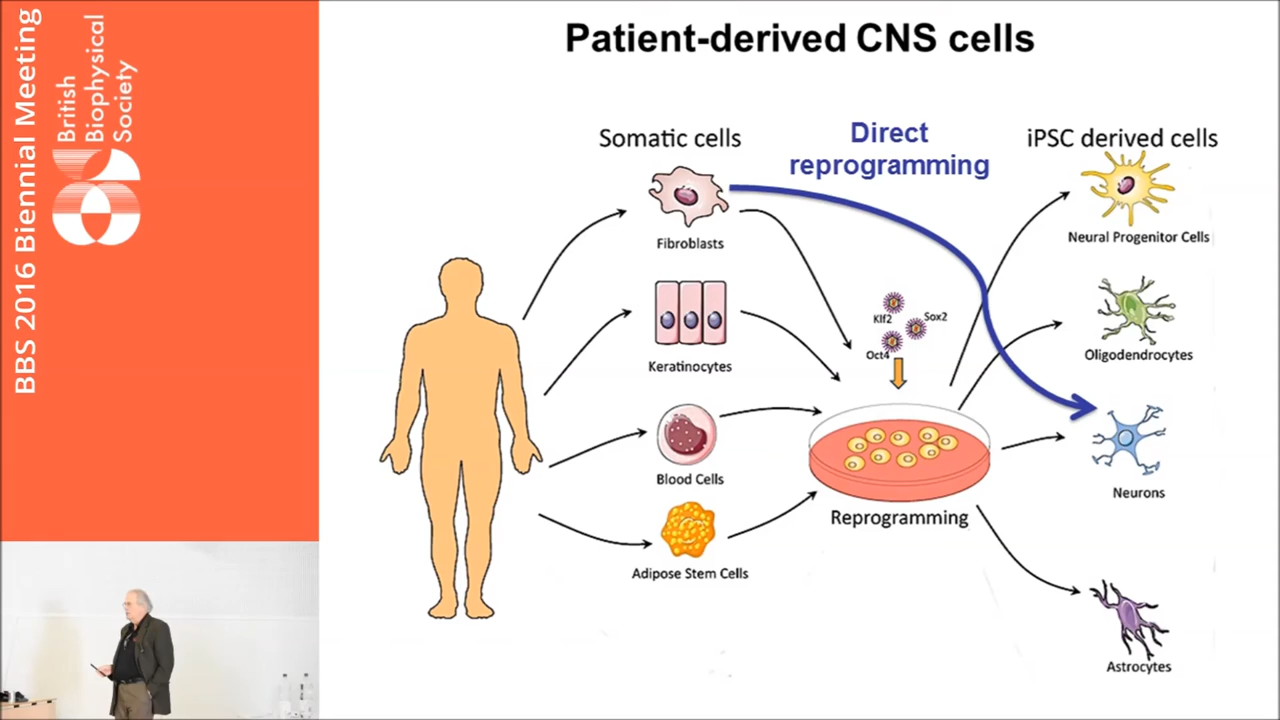 BBS 2016 Biennial Meeting
British
Biophysical
Society
Patient-derived CNS cells
Somatic cells
Direct
reprogramming
iPSC derived cells
Fibroblasts
Neural Progenitor Cells
Keratinocytes
Klf2
Sox2
Oct4
Oligodendrocytes
Blood Cells
Neurons
Reprogramming
Adipose Stem Cells
Astrocytes